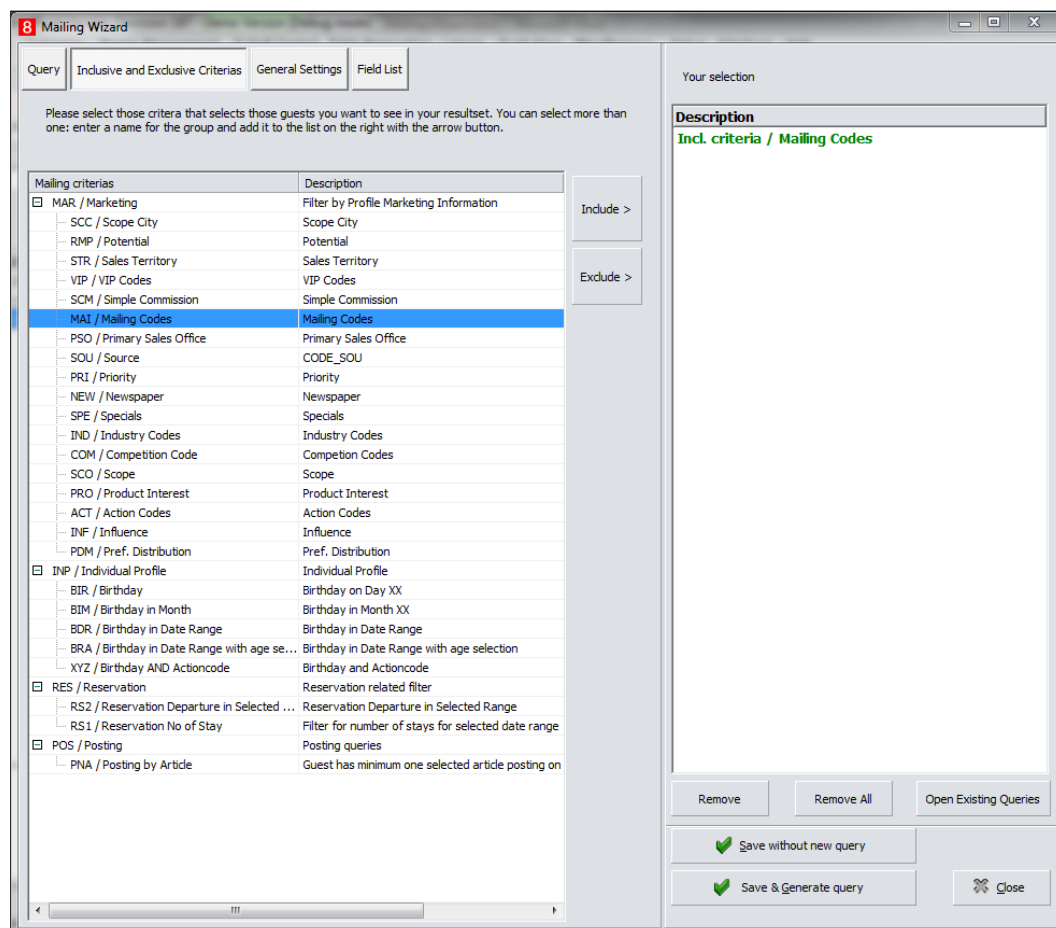 Mailing Wizard
Query Inclusive and Exclusive Criterias General Settings Field List
Please select those critera that selects those guests you want to see in your resultset. You can select more than
one: enter a name for the group and add it to the list on the right with the arrow button.
Mailing criterias Description
MAR / Marketing Filter by Profile Marketing Information
SCC / Scope City Scope City
RMP / Potential Potential
STR / Sales Territory Sales Territory
VIP / VIP Codes VIP Codes
SCM / Simple Commission Simple Commission
MAI / Mailing Codes Mailing Codes
PSO / Primary Sales Office Primary Sales Office
SOU / Source CODE_SOU
PRI / Priority Priority
NEW / Newspaper Newspaper
SPE / Specials Specials
IND / Industry Codes Industry Codes
COM / Competition Code Competion Codes
SCO / Scope Scope
PRO / Product Interest Product Interest
ACT / Action Codes Action Codes
INF / Influence Influence
PDM / Pref. Distribution Pref. Distribution
INP / Individual Profile Individual Profile
BIR / Birthday Birthday on Day XX
BIM / Birthday in Month Birthday in Month XX
BDR / Birthday in Date Range Birthday in Date Range
BRA / Birthday in Date Range with age se... Birthday in Date Range with age selection
XYZ / Birthday AND Actioncode Birthday and Actioncode
RES / Reservation Reservation related filter
RS2 / Reservation Departure in Selected ... Reservation Departure in Selected Range
RS1 / Reservation No of Stay Filter for number of stays for selected date range
POS / Posting Posting queries
PNA / Posting by Article Guest has minimum one selected article posting on
Include >
Exclude >
Your selection
Description
Incl. criteria / Mailing Codes
Remove Remove All Open Existing Queries
Save without new query
Save & Generate query Close